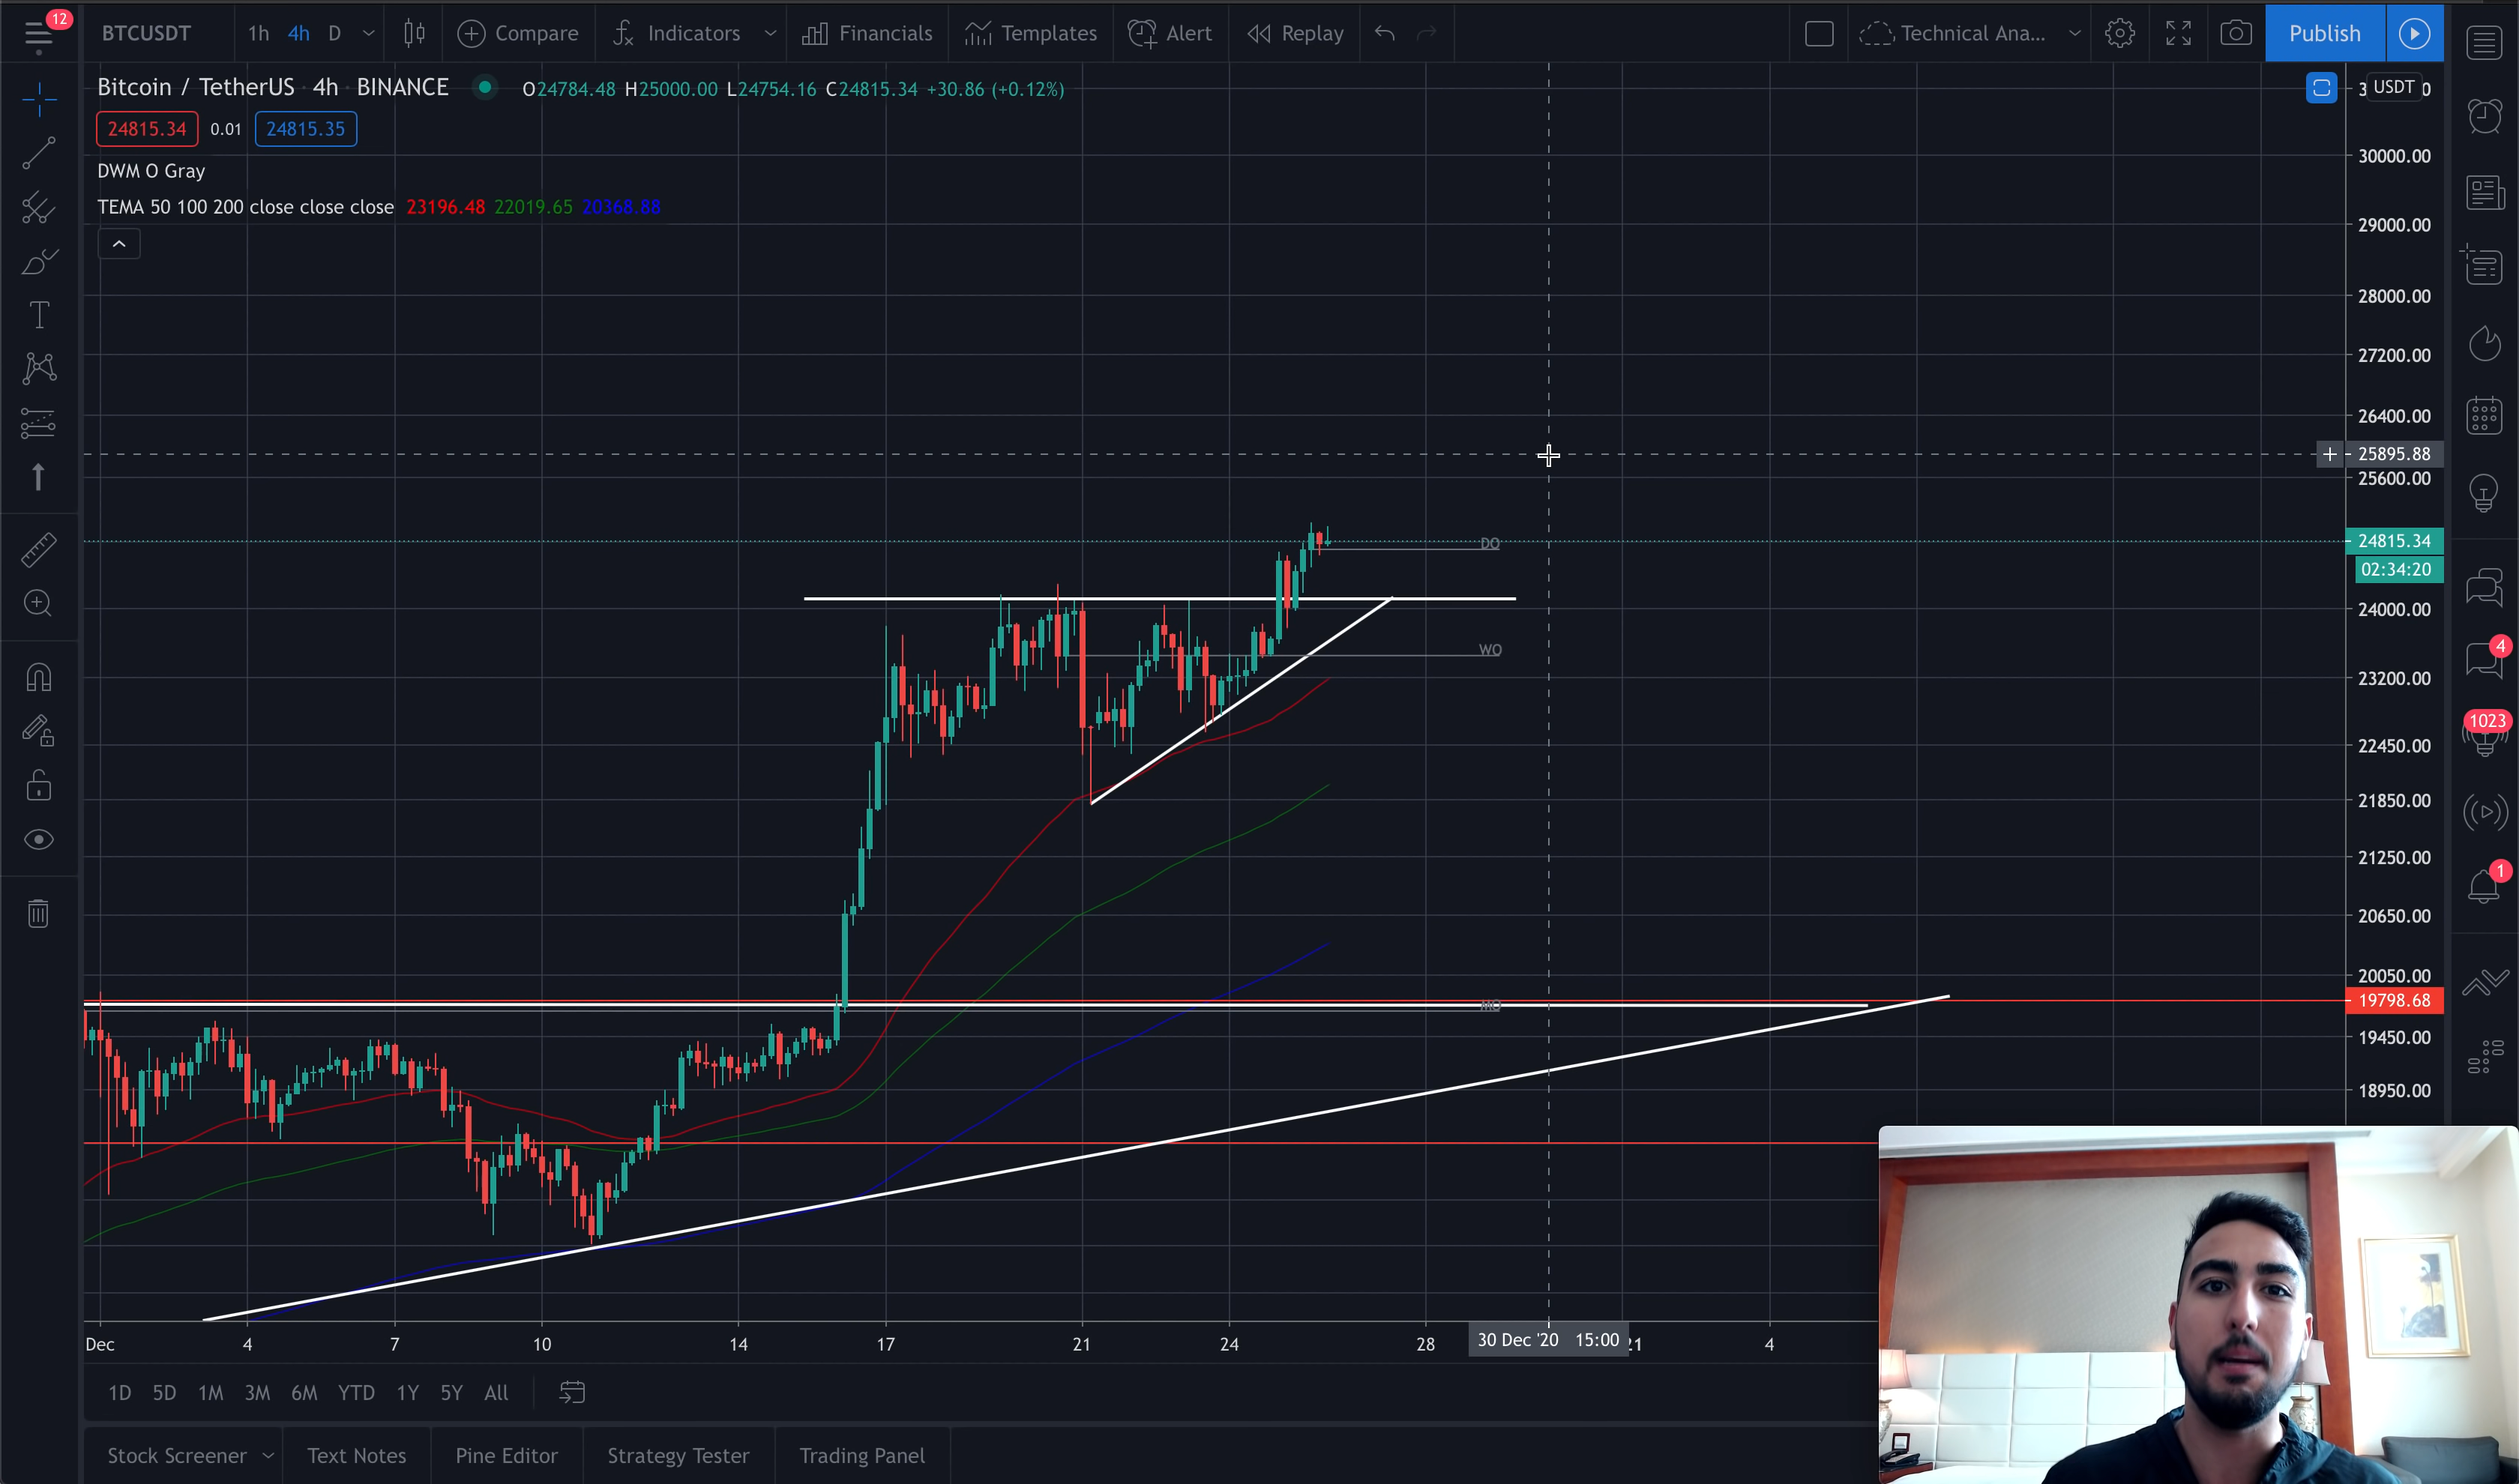 12
BTCUSDT 1h 4h D Compare Indicators Financials Templates Alert Replay Technical Ana... Publish
Bitcoin / TetherUS · 4h · BINANCE O24784.48 H25000.00 L24754.16 C24815.34 +30.86 (+0.12%)
USDT
24815.34 0.01 24815.35
DWM O Gray
TEMA 50 100 200 close close close 23196.48 22019.65 20368.88
30000.00
29000.00
28000.00
27200.00
26400.00
25895.88
25600.00
DO
24815.34
02:34:20
24000.00
WO
23200.00
22450.00
21850.00
21250.00
20650.00
20050.00
MO
19798.68
19450.00
18950.00
4
1023
1
Dec 4 7 10 14 17 21 24 28 30 Dec '20 15:00 21 4
1D 5D 1M 3M 6M YTD 1Y 5Y All
Stock Screener Text Notes Pine Editor Strategy Tester Trading Panel